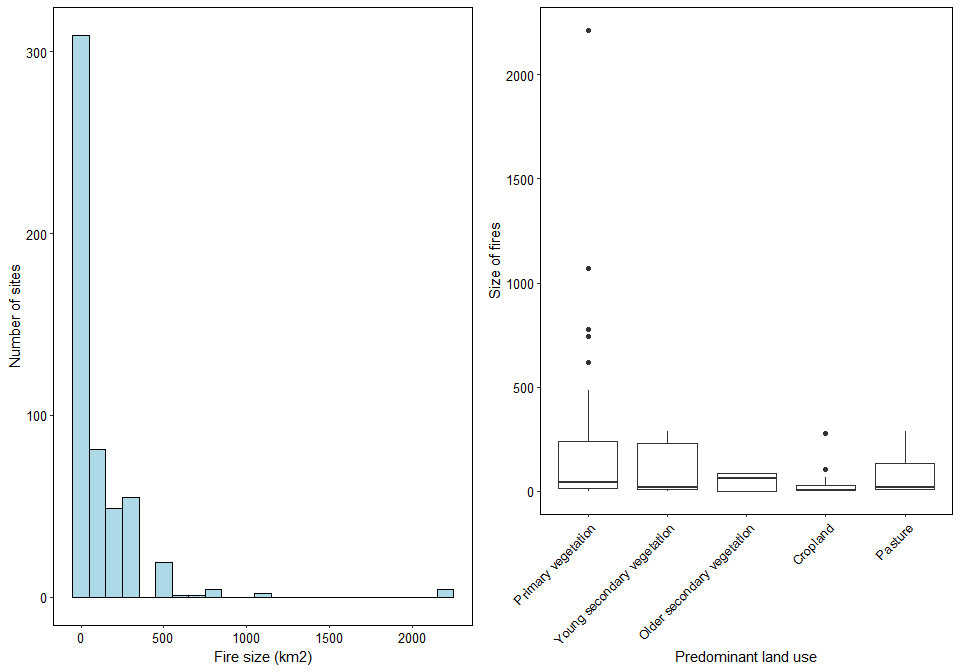 Number of sites
300
200
100
0
0
500
1000
1500
2000
Fire size (km2)
Size of fires
2000
1500
1000
500
0
Primary vegetation
Young secondary vegetation
Older secondary vegetation
Cropland
Pasture
Predominant land use